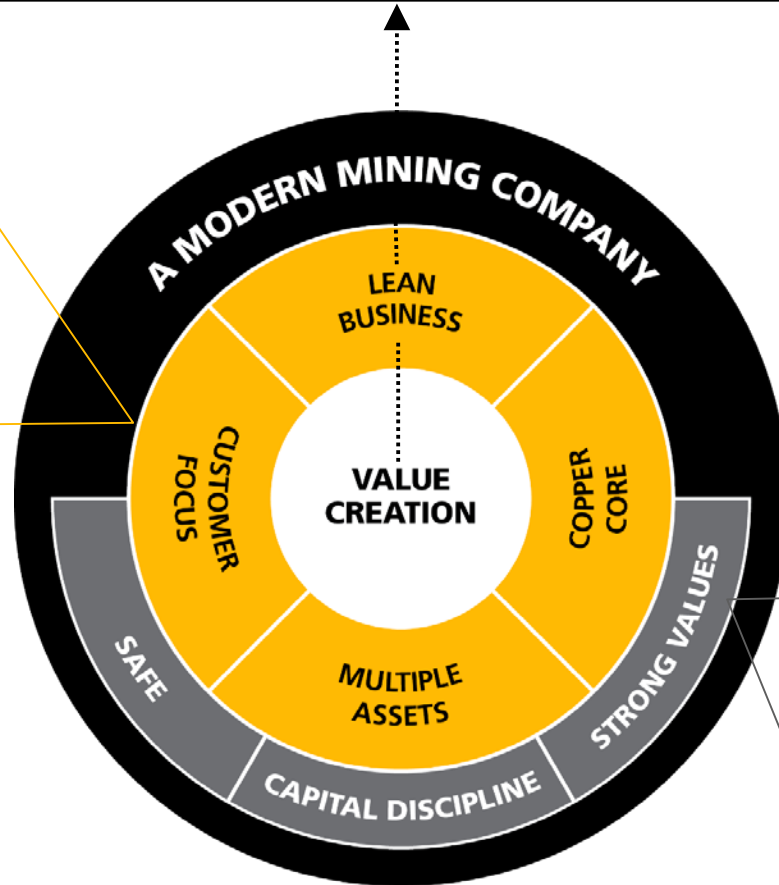 A MODERN MINING COMPANY
LEAN
BUSINESS
CUSTOMER
FOCUS
VALUE
CREATION
COPPER
CORE
MULTIPLE
ASSETS
SAFE
CAPITAL DISCIPLINE
STRONG VALUES